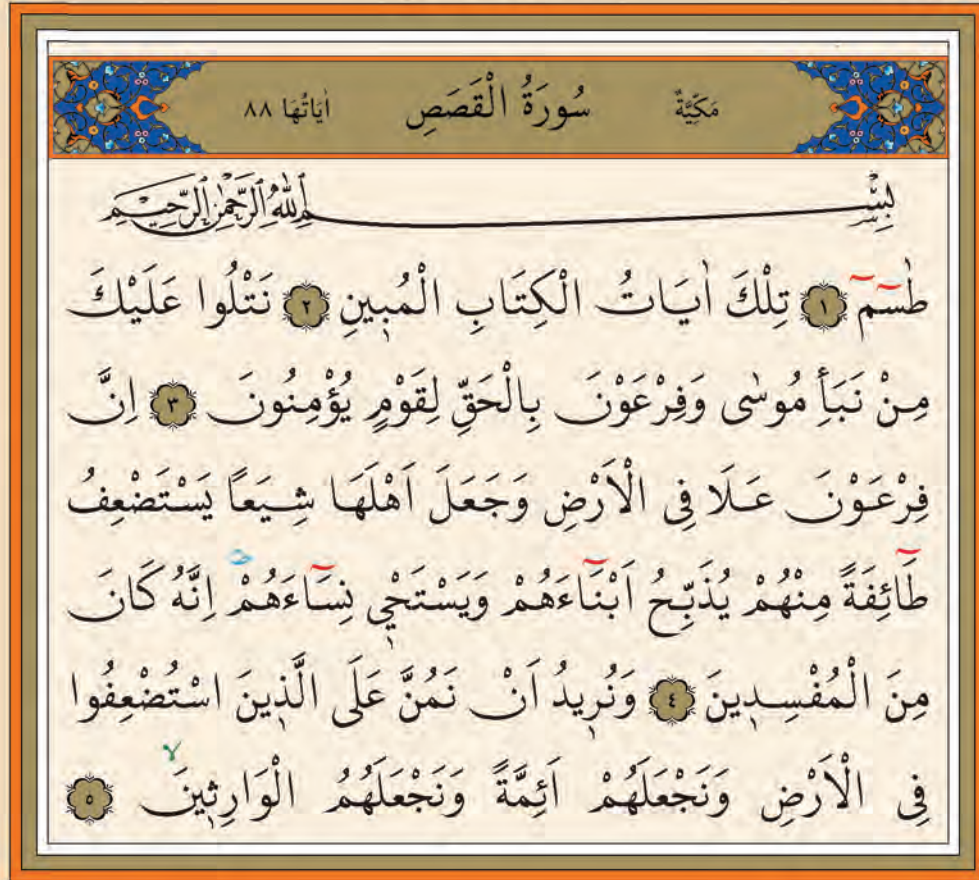 مَكِّيَّةٌ سُورَةُ الْقَصَصِ اٰيَاتُهَا ٨٨
بِسْمِ اللّٰهِ الرَّحْمٰنِ الرَّحِيمِ
طٰسٓمٓ ﴿١﴾ تِلْكَ اٰيَاتُ الْكِتَابِ الْمُبٖينِ ﴿٢﴾ نَتْلُوا عَلَيْكَ
مِنْ نَبَأِ مُوسٰى وَفِرْعَوْنَ بِالْحَقِّ لِقَوْمٍ يُؤْمِنُونَ ﴿٣﴾ اِنَّ
فِرْعَوْنَ عَلَا فِى الْاَرْضِ وَجَعَلَ اَهْلَهَا شِيَعًا يَسْتَضْعِفُ
طَٓائِفَةً مِنْهُمْ يُذَبِّحُ اَبْنَٓاءَهُمْ وَيَسْتَحْيٖ نِسَٓاءَهُمْ ۜ اِنَّهُ كَانَ
مِنَ الْمُفْسِدٖينَ ﴿٤﴾ وَنُرٖيدُ اَنْ نَمُنَّ عَلَى الَّذٖينَ اسْتُضْعِفُوا
فِى الْاَرْضِ وَنَجْعَلَهُمْ اَئِمَّةً وَنَجْعَلَهُمُ الْوَارِثٖينَ ۙ ﴿٥﴾